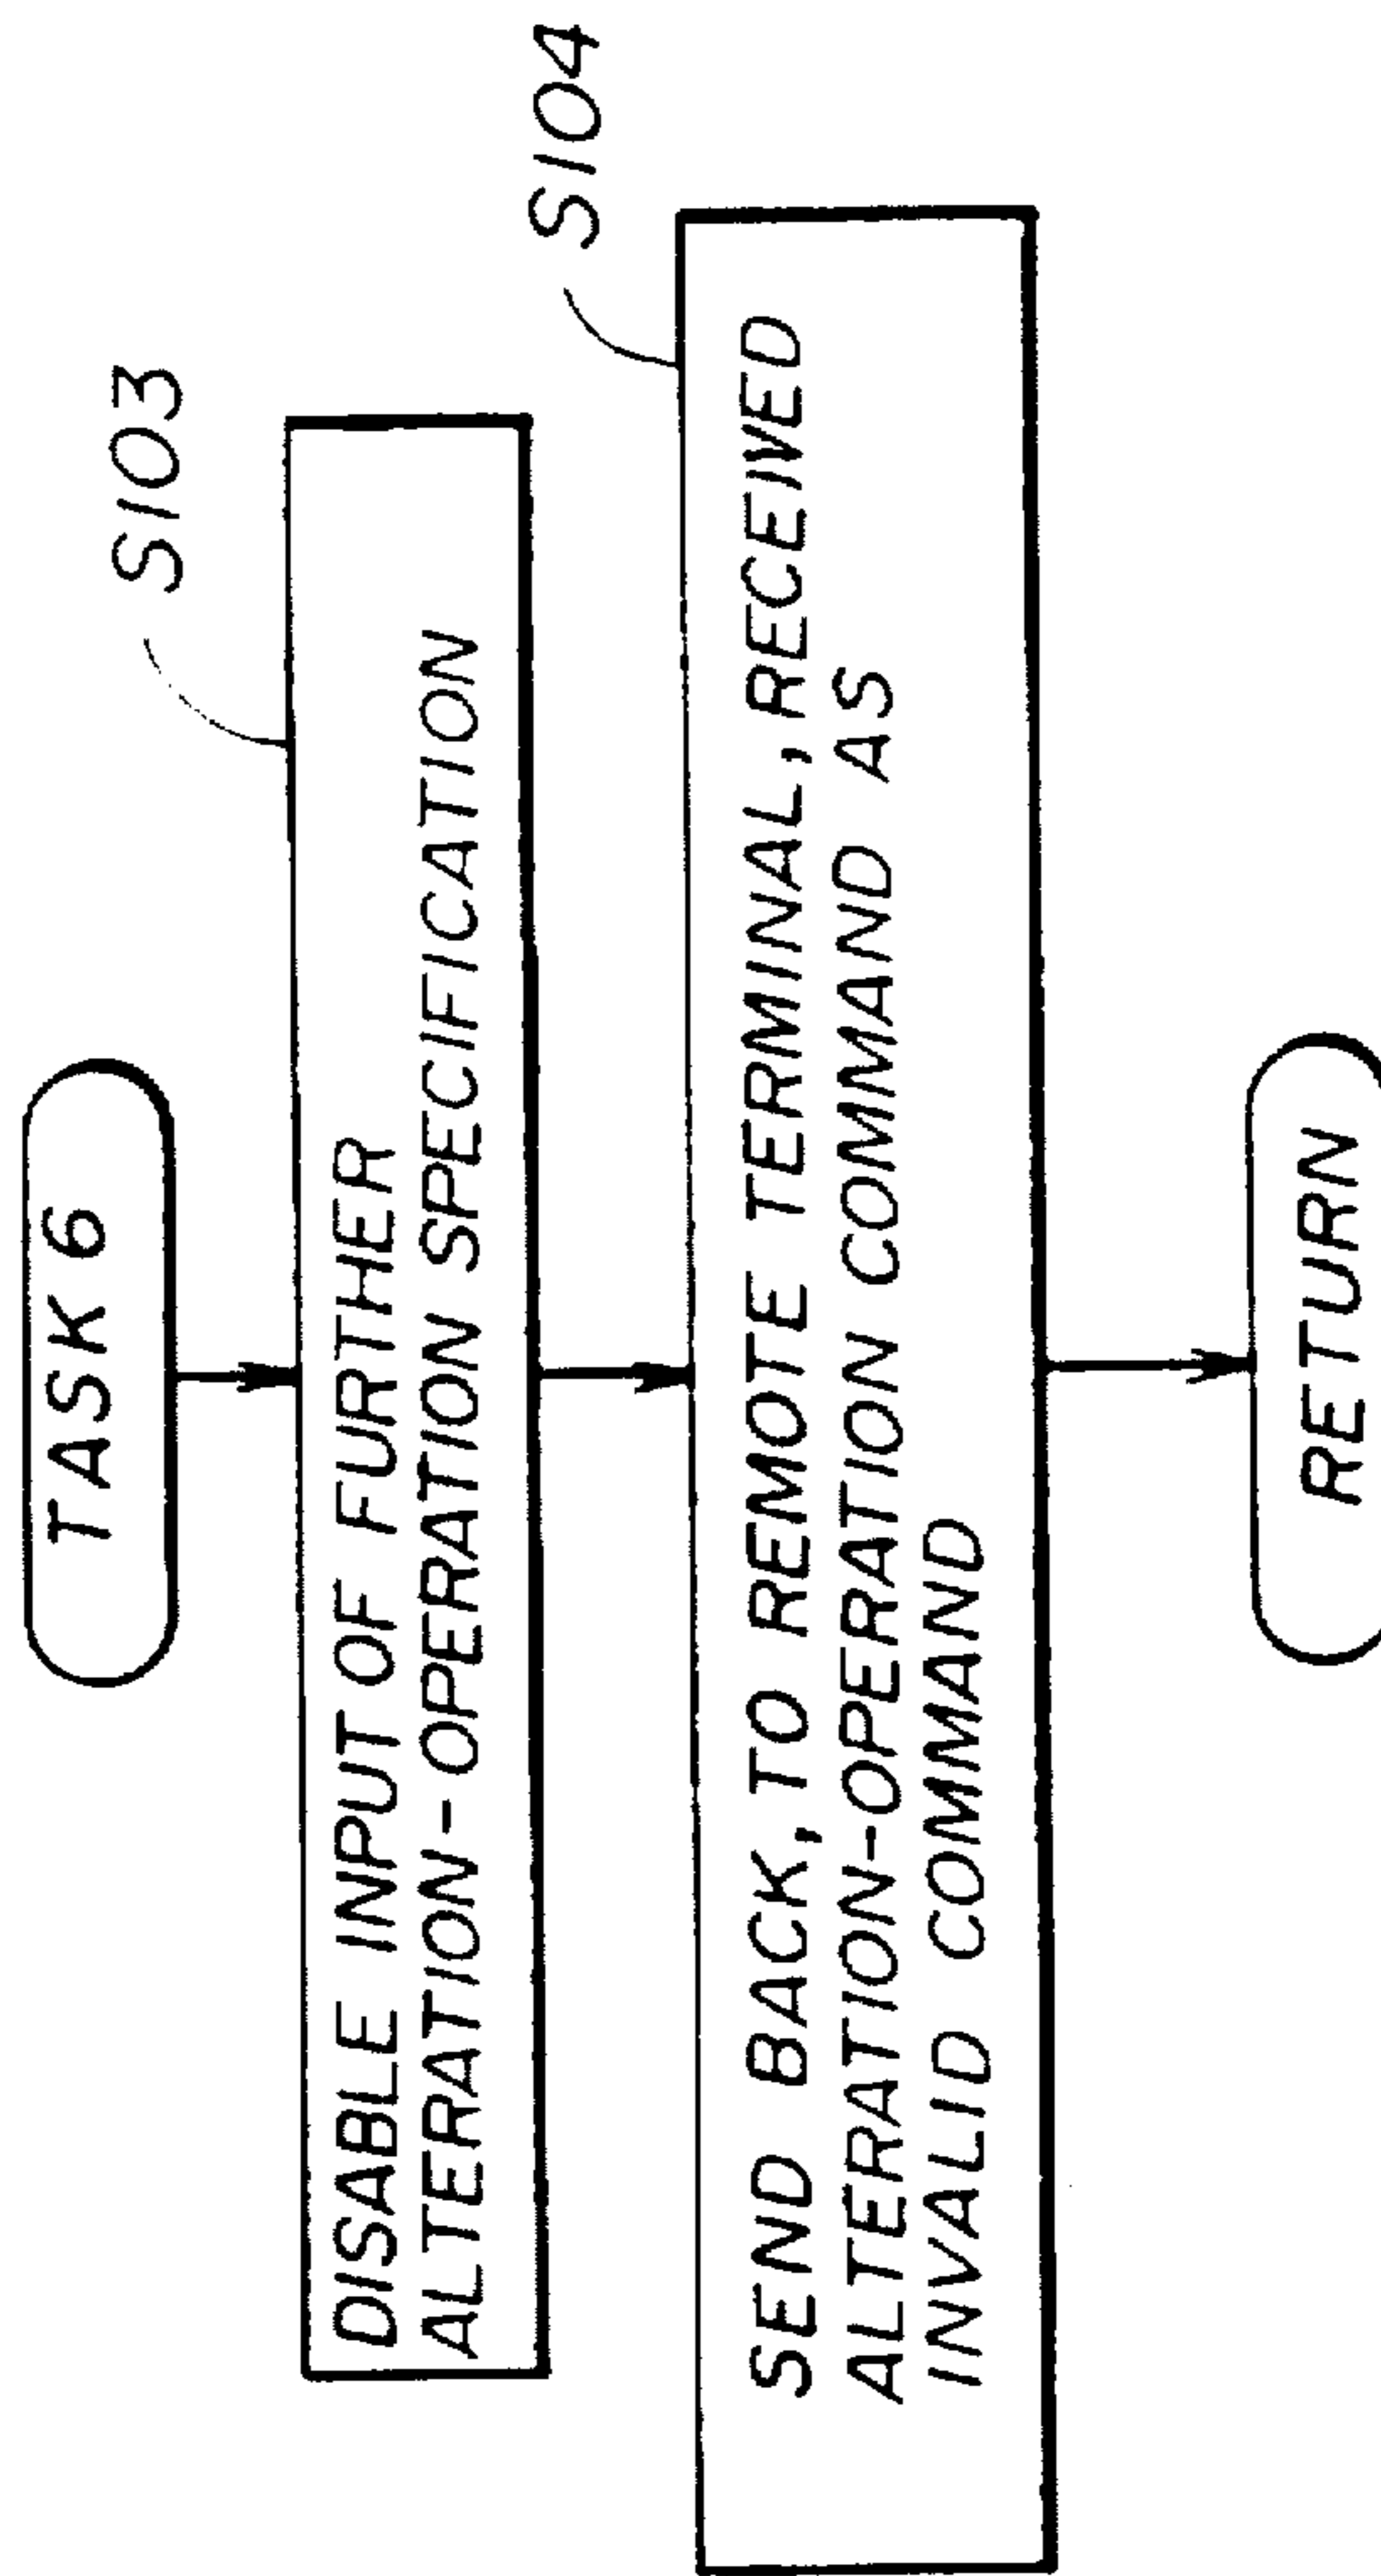 TASK 6
S103
DISABLE INPUT OF FURTHER
ALTERATION-OPERATION SPECIFICATION
S104
SEND BACK, TO REMOTE TERMINAL, RECEIVED
ALTERATION-OPERATION COMMAND AS
INVALID COMMAND
RETURN